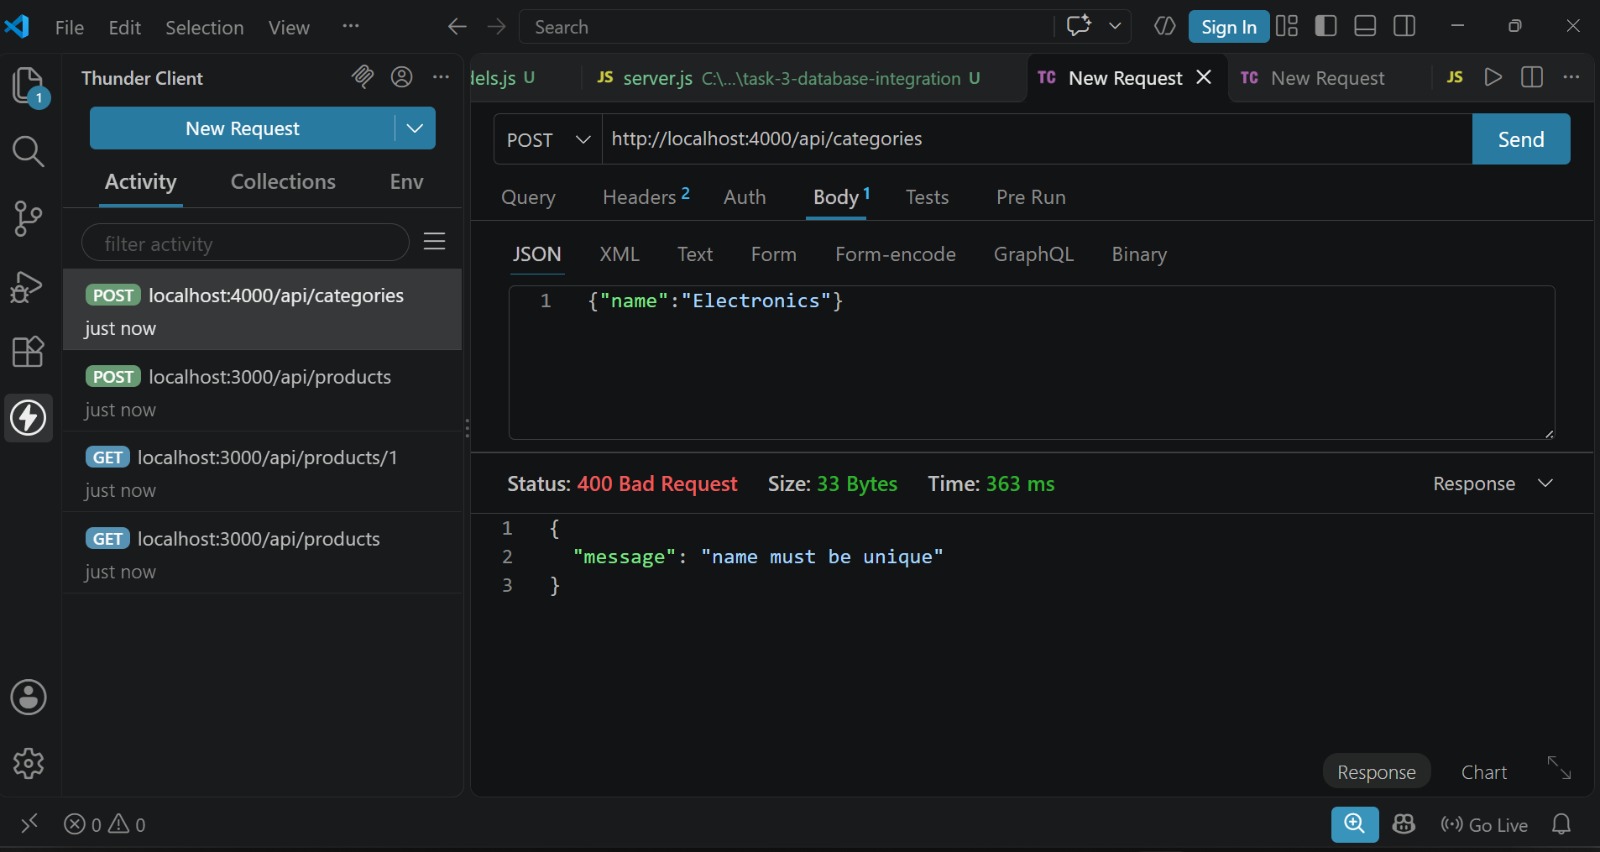 File Edit Selection View ··· Search Sign In
Thunder Client ···
dels.js U JS server.js C:\...\task-3-database-integration U TC New Request TC New Request JS ···
1
New Request
Activity Collections Env
filter activity
POST localhost:4000/api/categories
just now
POST localhost:3000/api/products
just now
GET localhost:3000/api/products/1
just now
GET localhost:3000/api/products
just now
POST http://localhost:4000/api/categories Send
Query Headers 2 Auth Body 1 Tests Pre Run
JSON XML Text Form Form-encode GraphQL Binary
1 {"name":"Electronics"}
Status: 400 Bad Request Size: 33 Bytes Time: 363 ms Response
1 {
2 "message": "name must be unique"
3 }
Response Chart
0 0 Go Live